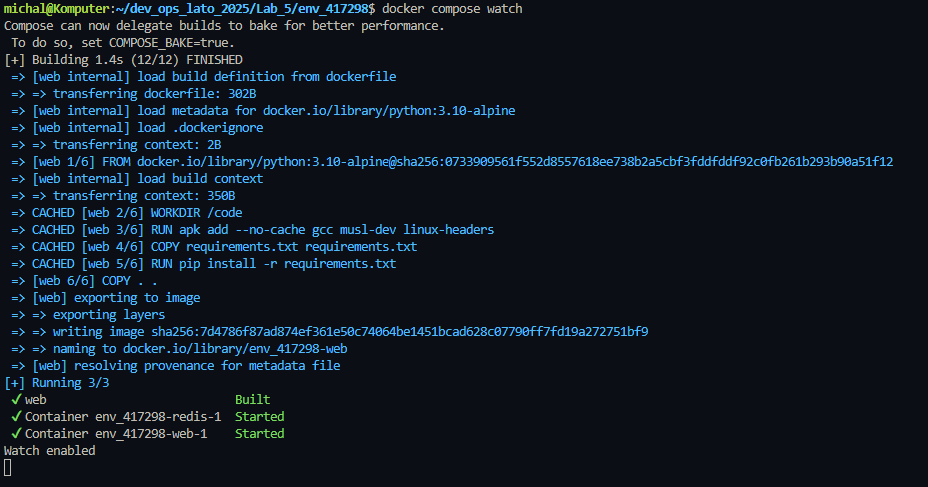 michal@Komputer:~/dev_ops_lato_2025/Lab_5/env_417298$ docker compose watch
Compose can now delegate builds to bake for better performance.
 To do so, set COMPOSE_BAKE=true.
[+] Building 1.4s (12/12) FINISHED
 => [web internal] load build definition from dockerfile
 => => transferring dockerfile: 302B
 => [web internal] load metadata for docker.io/library/python:3.10-alpine
 => [web internal] load .dockerignore
 => => transferring context: 2B
 => [web 1/6] FROM docker.io/library/python:3.10-alpine@sha256:0733909561f552d8557618ee738b2a5cbf3fddfddf92c0fb261b293b90a51f12
 => [web internal] load build context
 => => transferring context: 350B
 => CACHED [web 2/6] WORKDIR /code
 => CACHED [web 3/6] RUN apk add --no-cache gcc musl-dev linux-headers
 => CACHED [web 4/6] COPY requirements.txt requirements.txt
 => CACHED [web 5/6] RUN pip install -r requirements.txt
 => [web 6/6] COPY . .
 => [web] exporting to image
 => => exporting layers
 => => writing image sha256:7d4786f87ad874ef361e50c74064be1451bcad628c07790ff7fd19a272751bf9
 => => naming to docker.io/library/env_417298-web
 => [web] resolving provenance for metadata file
[+] Running 3/3
 ✔ web Built
 ✔ Container env_417298-redis-1 Started
 ✔ Container env_417298-web-1 Started
Watch enabled